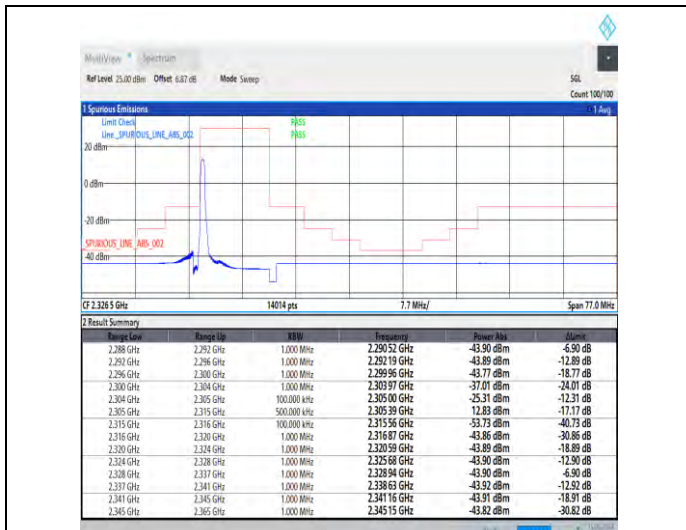 MultiView Spectrum
Ref Level 25.00 dBm Offset 6.87 dB Mode Sweep SGL
Count 100/100
1 Spurious Emissions 1 Avg
Limit Check PASS
Line _SPURIOUS_LINE_ABS_002 PASS
20 dBm
0 dBm
-20 dBm
_SPURIOUS_LINE_ABS_002
-40 dBm
CF 2.326 5 GHz 14014 pts 7.7 MHz/ Span 77.0 MHz
2 Result Summary
Range Low Range Up RBW Frequency Power Abs ΔLimit
2.288 GHz 2.292 GHz 1.000 MHz 2.290 52 GHz -43.90 dBm -6.90 dB
2.292 GHz 2.296 GHz 1.000 MHz 2.292 19 GHz -43.89 dBm -12.89 dB
2.296 GHz 2.300 GHz 1.000 MHz 2.299 96 GHz -43.77 dBm -18.77 dB
2.300 GHz 2.304 GHz 1.000 MHz 2.303 97 GHz -37.01 dBm -24.01 dB
2.304 GHz 2.305 GHz 100.000 kHz 2.305 00 GHz -25.31 dBm -12.31 dB
2.305 GHz 2.315 GHz 500.000 kHz 2.305 39 GHz 12.83 dBm -17.17 dB
2.315 GHz 2.316 GHz 100.000 kHz 2.315 56 GHz -53.73 dBm -40.73 dB
2.316 GHz 2.320 GHz 1.000 MHz 2.316 87 GHz -43.86 dBm -30.86 dB
2.320 GHz 2.324 GHz 1.000 MHz 2.320 59 GHz -43.89 dBm -18.89 dB
2.324 GHz 2.328 GHz 1.000 MHz 2.325 68 GHz -43.90 dBm -12.90 dB
2.328 GHz 2.337 GHz 1.000 MHz 2.328 94 GHz -43.90 dBm -6.90 dB
2.337 GHz 2.341 GHz 1.000 MHz 2.338 63 GHz -43.92 dBm -12.92 dB
2.341 GHz 2.345 GHz 1.000 MHz 2.341 16 GHz -43.91 dBm -18.91 dB
2.345 GHz 2.365 GHz 1.000 MHz 2.345 15 GHz -43.82 dBm -30.82 dB